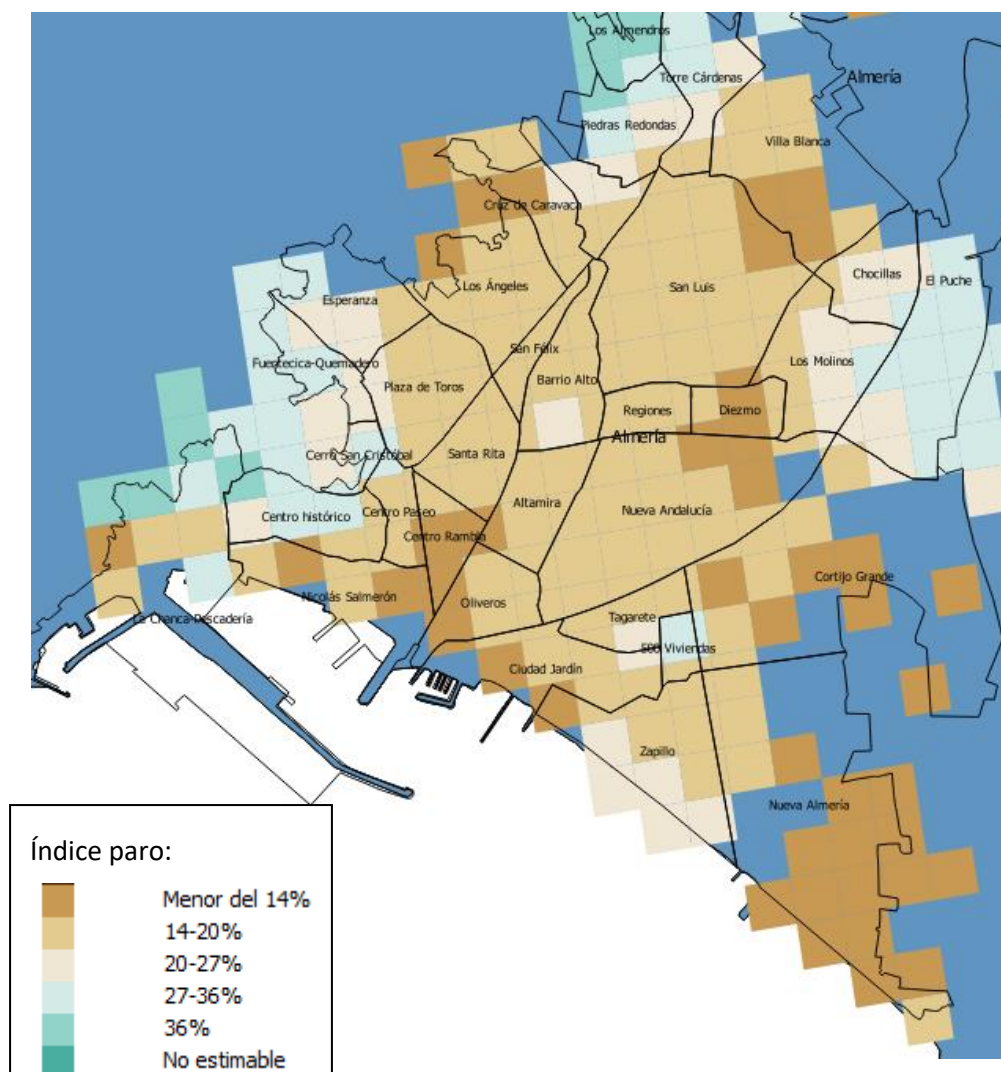 Los Almendros
Torre Cárdenas
Almería
Piedras Redondas
Villa Blanca
Cruz de Caravaca
Chocillas
El Puche
Los Ángeles
San Luis
Esperanza
San Félix
Fuentecica-Quemadero
Los Molinos
Plaza de Toros
Barrio Alto
Regiones
Diezmo
Almería
Cerro San Cristóbal
Santa Rita
Altamira
Nueva Andalucía
Centro histórico
Centro Paseo
Centro Rambla
Cortijo Grande
Nicolás Salmerón
Oliveros
La Chanca-Pescadería
Tagarete
500 Viviendas
Ciudad Jardín
Zapillo
Nueva Almería
Índice paro:
Menor del 14%
14-20%
20-27%
27-36%
36%
No estimable